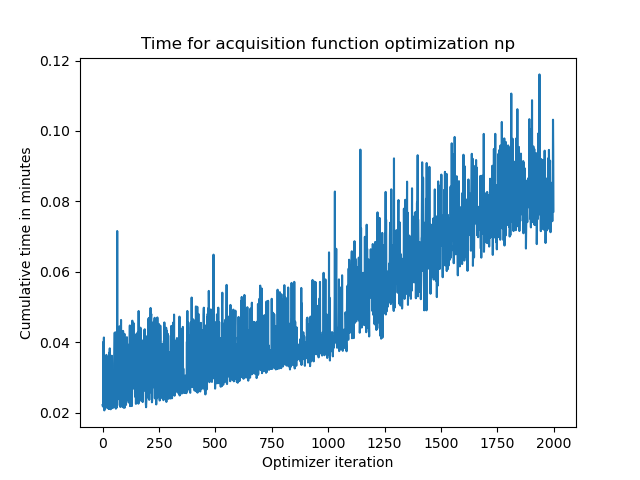 Time for acquisition function optimization np
0.12
0.10
0.08
0.06
0.04
0.02
Cumulative time in minutes
0 250 500 750 1000 1250 1500 1750 2000
Optimizer iteration